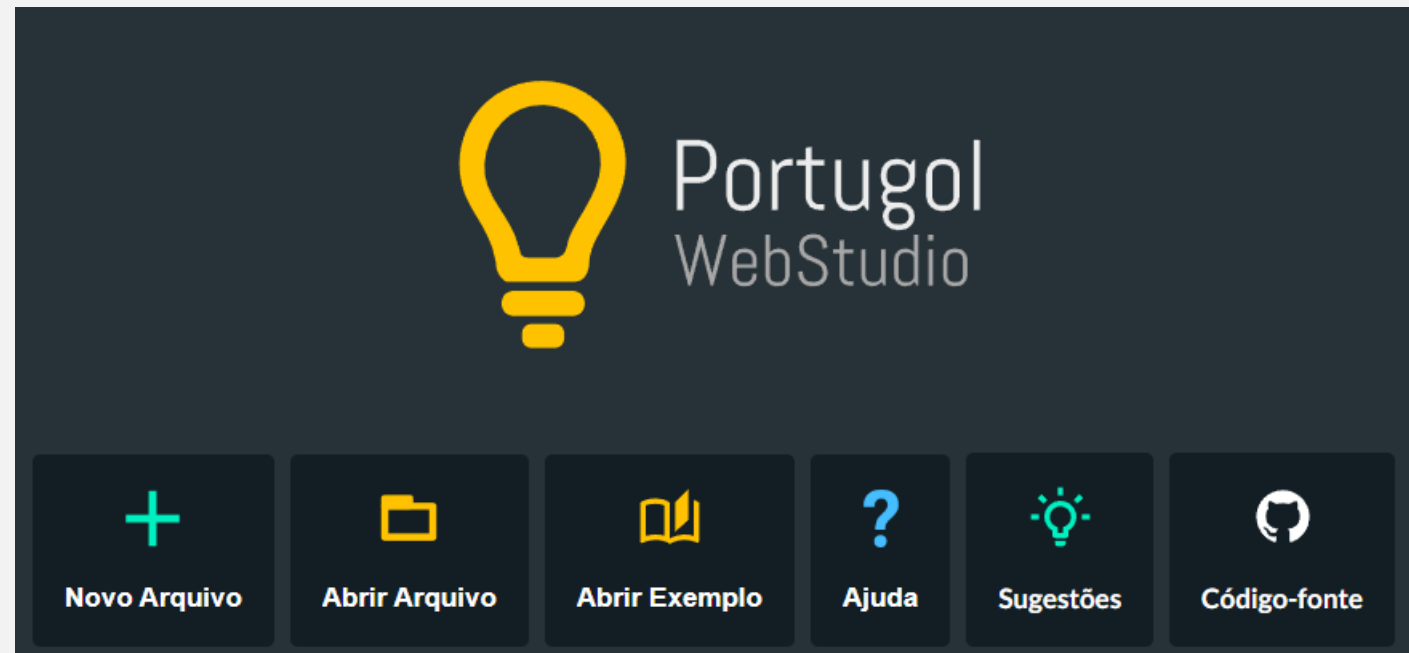 Portugol
WebStudio
Novo Arquivo
Abrir Arquivo
Abrir Exemplo
Ajuda
Sugestões
Código-fonte